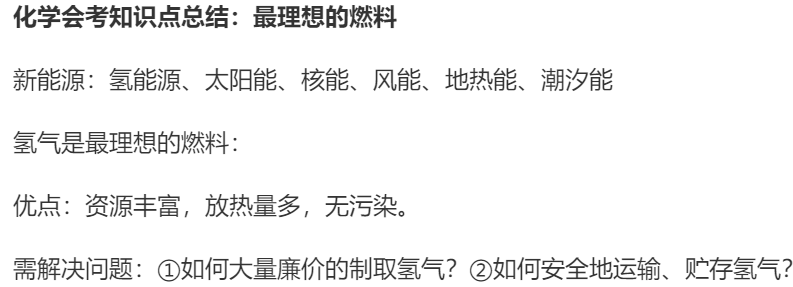 化学会考知识点总结：最理想的燃料
新能源：氢能源、太阳能、核能、风能、地热能、潮汐能
氢气是最理想的燃料：
优点：资源丰富，放热量多，无污染。
需解决问题：①如何大量廉价的制取氢气？②如何安全地运输、贮存氢气？